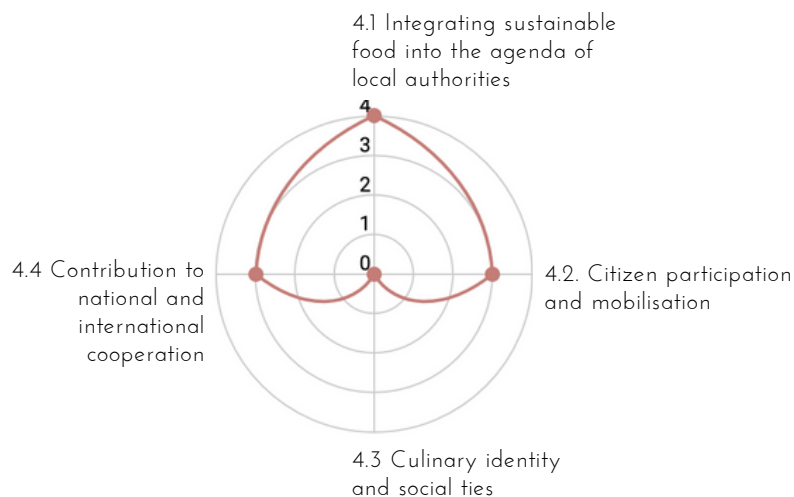 4.1 Integrating sustainable
food into the agenda of
local authorities
4
3
2
1
0
4.4 Contribution to
national and
international
cooperation
4.2. Citizen participation
and mobilisation
4.3 Culinary identity
and social ties